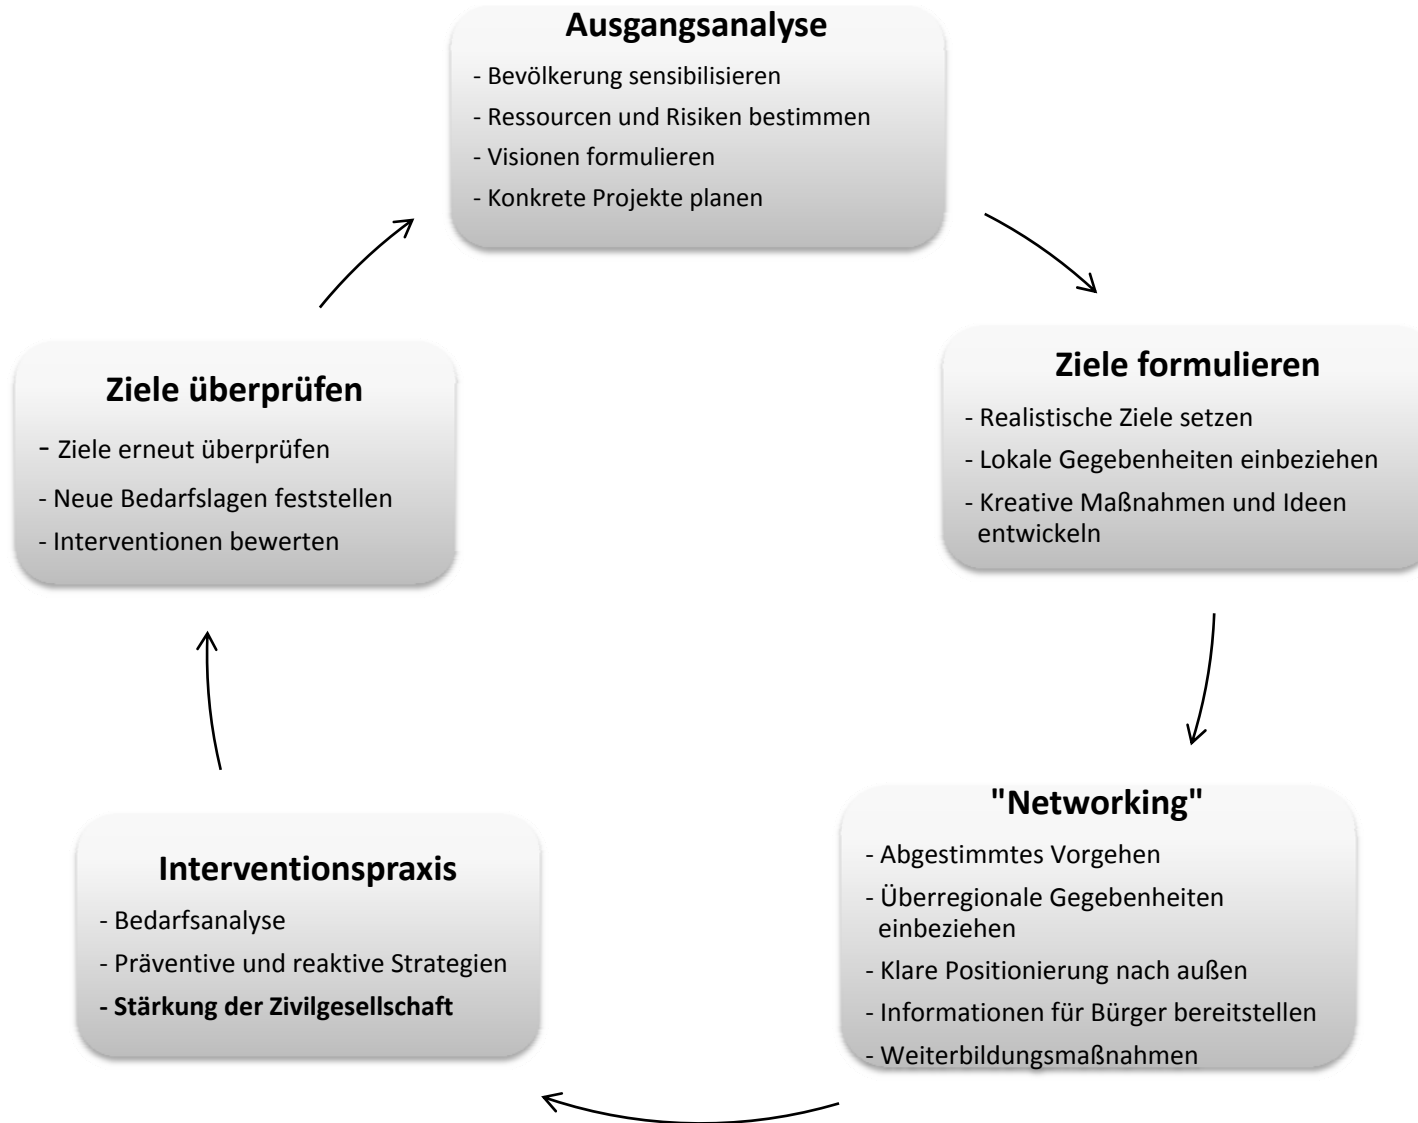 Ausgangsanalyse
- Bevölkerung sensibilisieren
- Ressourcen und Risiken bestimmen
- Visionen formulieren
- Konkrete Projekte planen
Ziele formulieren
- Realistische Ziele setzen
- Lokale Gegebenheiten einbeziehen
- Kreative Maßnahmen und Ideen
entwickeln
"Networking"
- Abgestimmtes Vorgehen
- Überregionale Gegebenheiten
einbeziehen
- Klare Positionierung nach außen
- Informationen für Bürger bereitstellen
- Weiterbildungsmaßnahmen
Interventionspraxis
- Bedarfsanalyse
- Präventive und reaktive Strategien
- Stärkung der Zivilgesellschaft
Ziele überprüfen
- Ziele erneut überprüfen
- Neue Bedarfslagen feststellen
- Interventionen bewerten